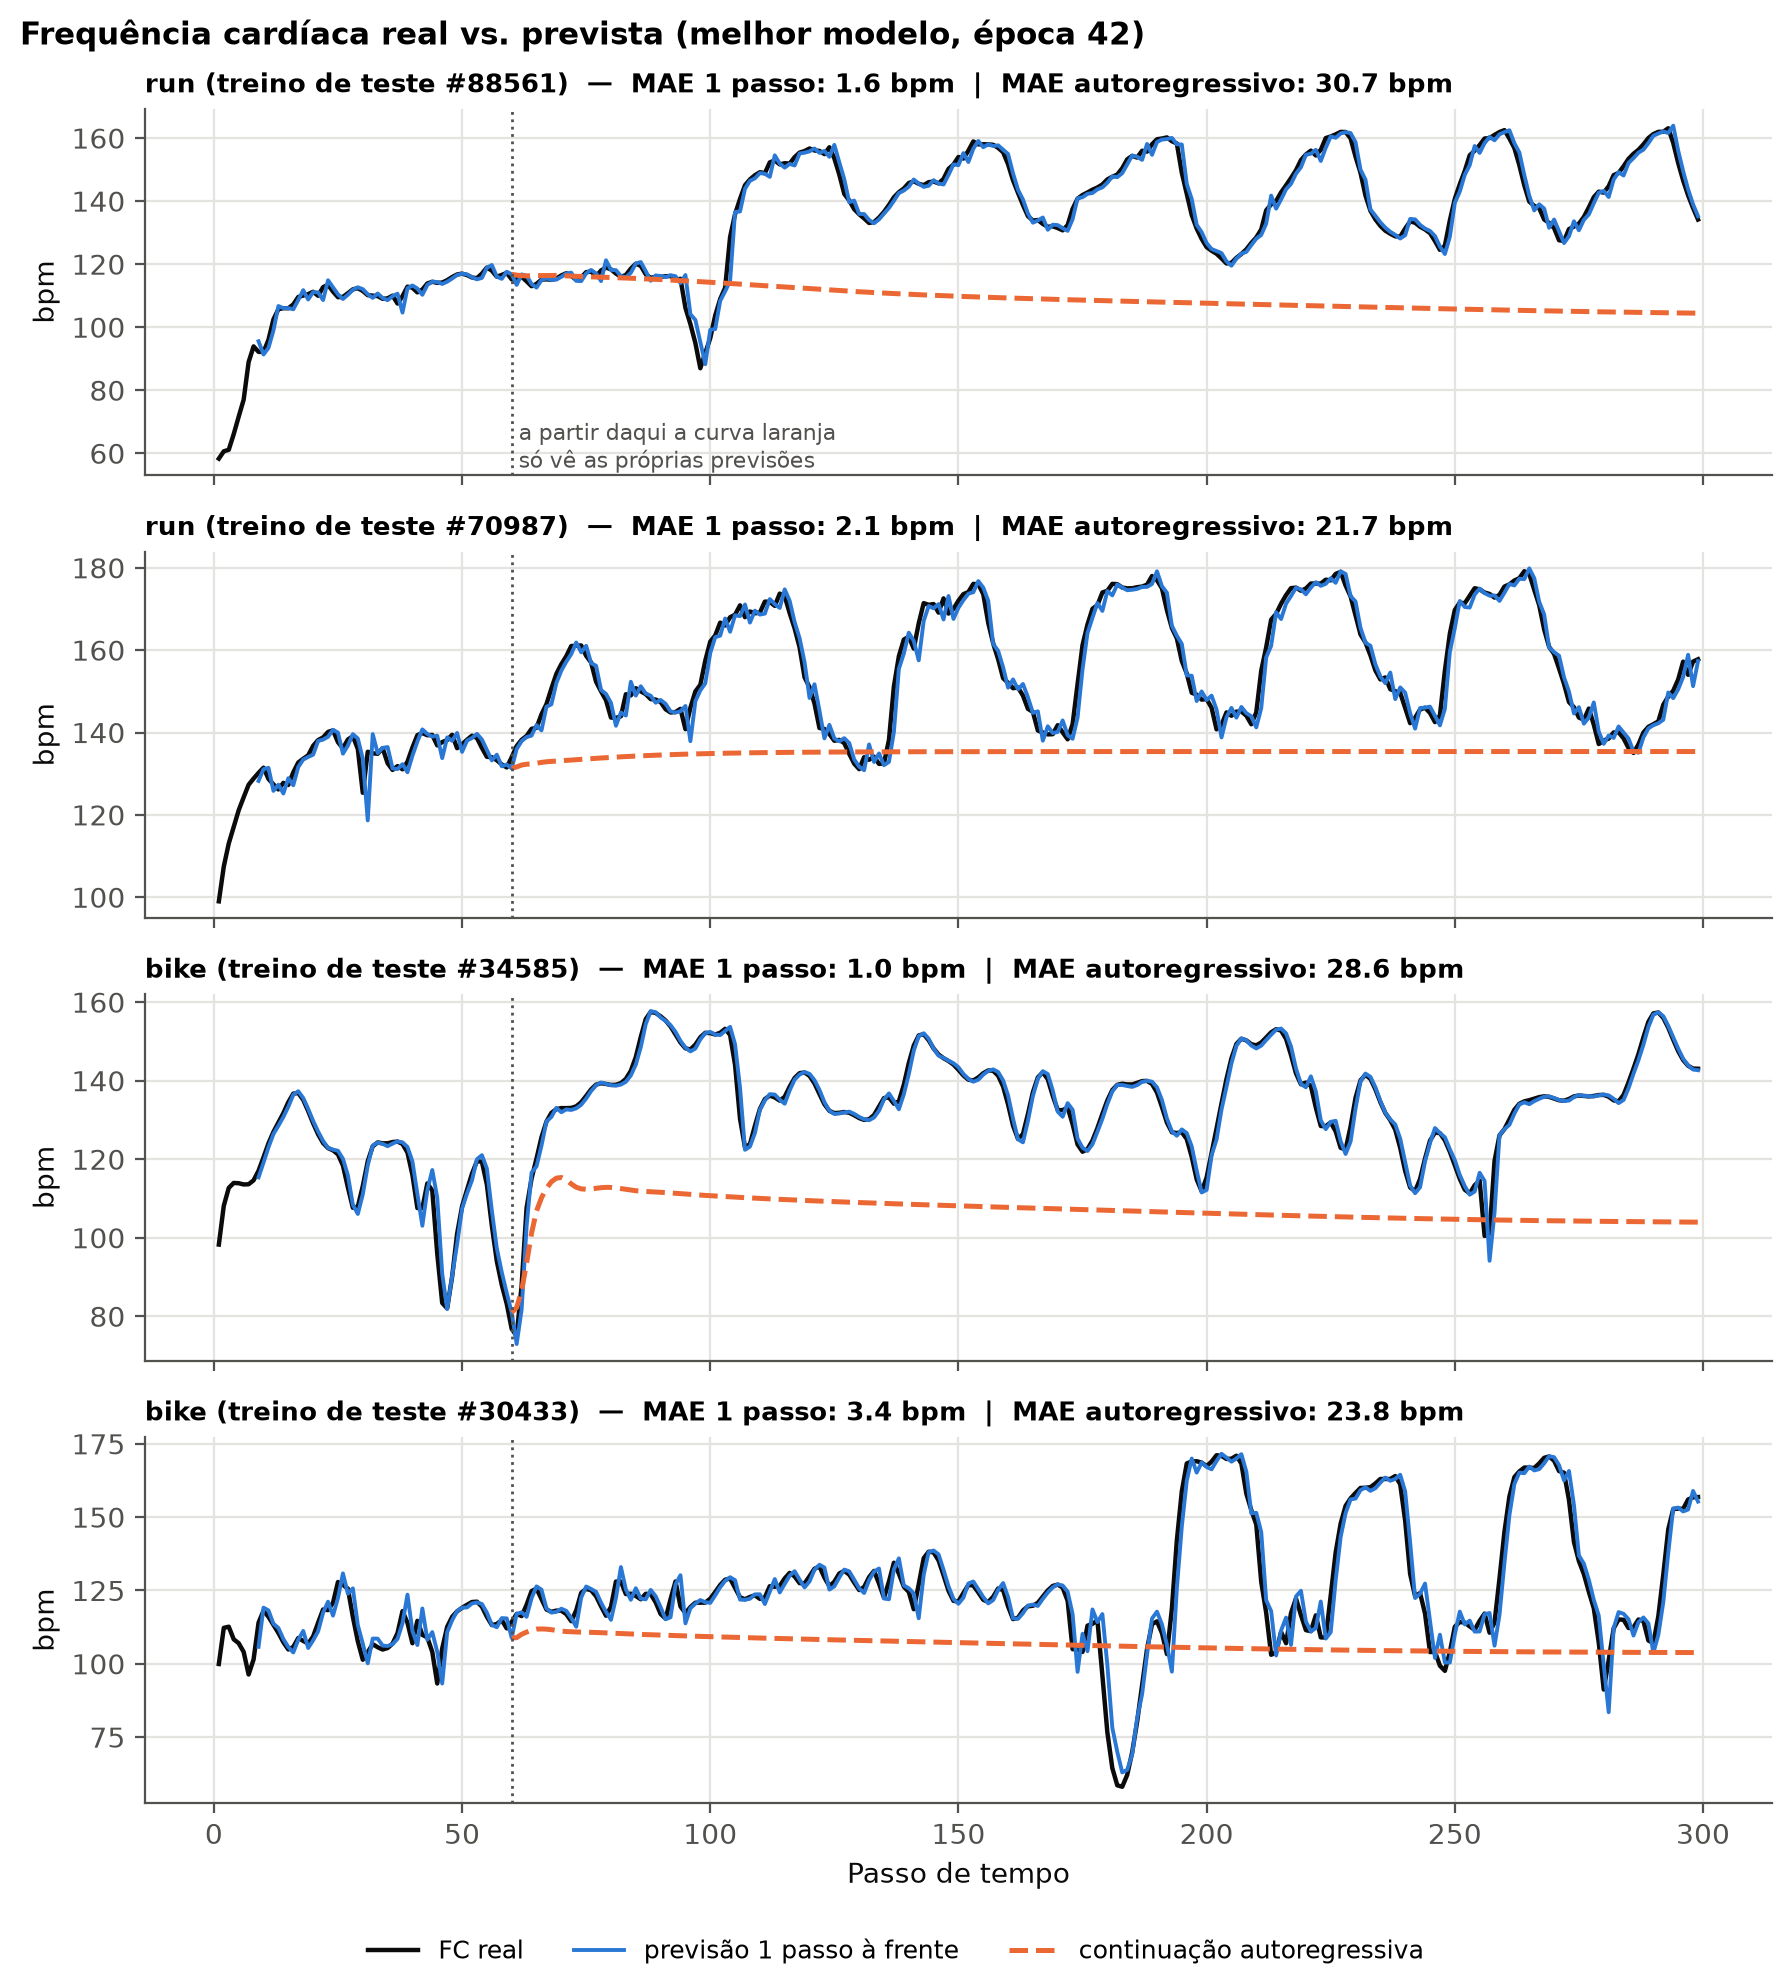 Frequência cardíaca real vs. prevista (melhor modelo, época 42)
run (treino de teste #88561) — MAE 1 passo: 1.6 bpm | MAE autoregressivo: 30.7 bpm
160
140
120
100
80
60
bpm
a partir daqui a curva laranja
só vê as próprias previsões
run (treino de teste #70987) — MAE 1 passo: 2.1 bpm | MAE autoregressivo: 21.7 bpm
180
160
140
120
100
bpm
bike (treino de teste #34585) — MAE 1 passo: 1.0 bpm | MAE autoregressivo: 28.6 bpm
160
140
120
100
80
bpm
bike (treino de teste #30433) — MAE 1 passo: 3.4 bpm | MAE autoregressivo: 23.8 bpm
175
150
125
100
75
bpm
0 50 100 150 200 250 300
Passo de tempo
FC real previsão 1 passo à frente continuação autoregressiva